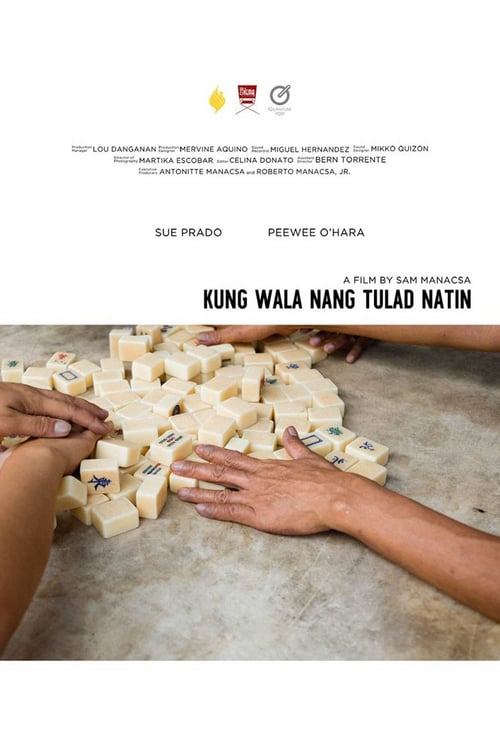 Production Manager LOU DANGANAN Production Designer MERVINE AQUINO Sound Recordist MIGUEL HERNANDEZ Sound Designer MIKKO QUIZON
Director of Photography MARTIKA ESCOBAR Editor CELINA DONATO Assistant Director BERN TORRENTE
Executive Producers ANTONITTE MANACSA and ROBERTO MANACSA, JR.
SUE PRADO PEEWEE O'HARA
A FILM BY SAM MANACSA
KUNG WALA NANG TULAD NATIN